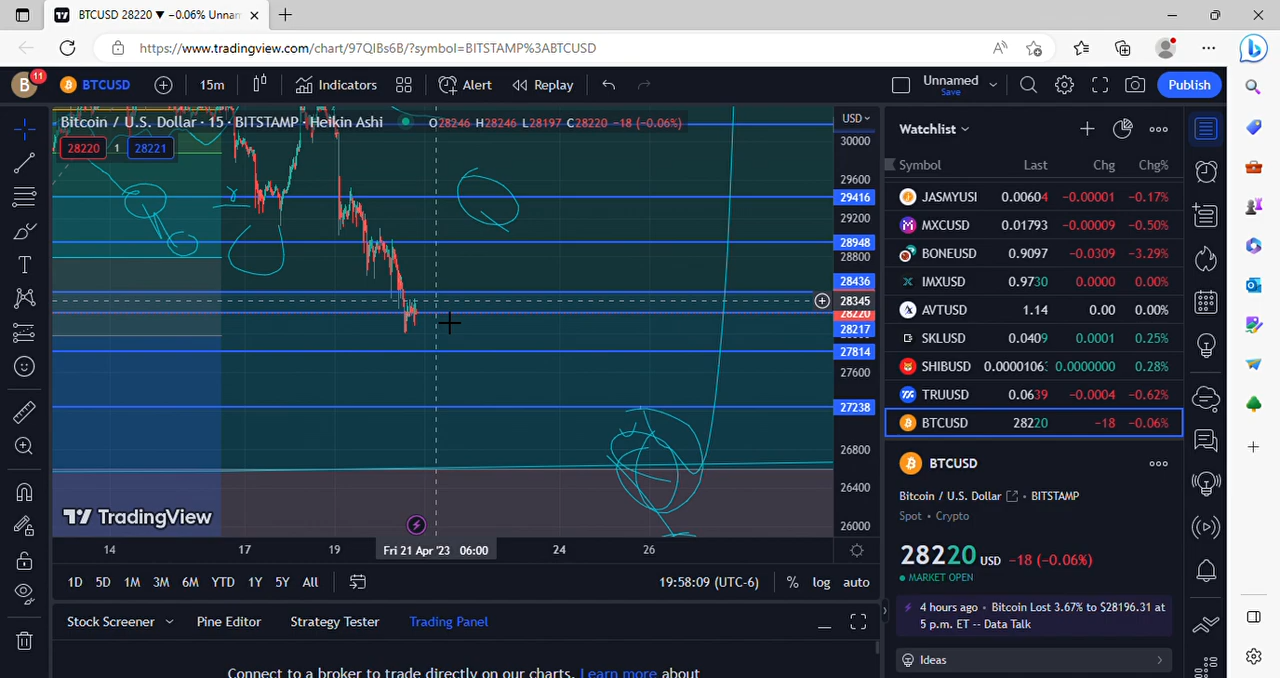 BTCUSD 28220 ▼ −0.06% Unnam
https://www.tradingview.com/chart/97QIBs6B/?symbol=BITSTAMP%3ABTCUSD
B 11 BTCUSD 15m Indicators Alert Replay Unnamed Save Publish
Bitcoin / U.S. Dollar · 15 · BITSTAMP · Heikin Ashi O28246 H28246 L28197 C28220 −18 (−0.06%)
28220 1 28221
USD
30000
29600
29416
29200
28948
28800
28436
28345
28220
28217
27814
27600
27238
26800
26400
26000
TradingView
14 17 19 Fri 21 Apr '23 06:00 24 26
1D 5D 1M 3M 6M YTD 1Y 5Y All 19:58:09 (UTC-6) % log auto
Stock Screener Pine Editor Strategy Tester Trading Panel
Connect to a broker to trade directly on our charts. Learn more about
Watchlist
Symbol Last Chg Chg%
JASMYUSI 0.00604 −0.00001 −0.17%
MXCUSD 0.01793 −0.00009 −0.50%
BONEUSD 0.9097 −0.0309 −3.29%
IMXUSD 0.9730 0.0000 0.00%
AVTUSD 1.14 0.00 0.00%
SKLUSD 0.0409 0.0001 0.25%
SHIBUSD 0.0000106 0.0000000 0.28%
TRUUSD 0.0639 −0.0004 −0.62%
BTCUSD 28220 −18 −0.06%
BTCUSD
Bitcoin / U.S. Dollar · BITSTAMP
Spot · Crypto
28220 USD −18 (−0.06%)
MARKET OPEN
4 hours ago · Bitcoin Lost 3.67% to $28196.31 at
5 p.m. ET -- Data Talk
Ideas